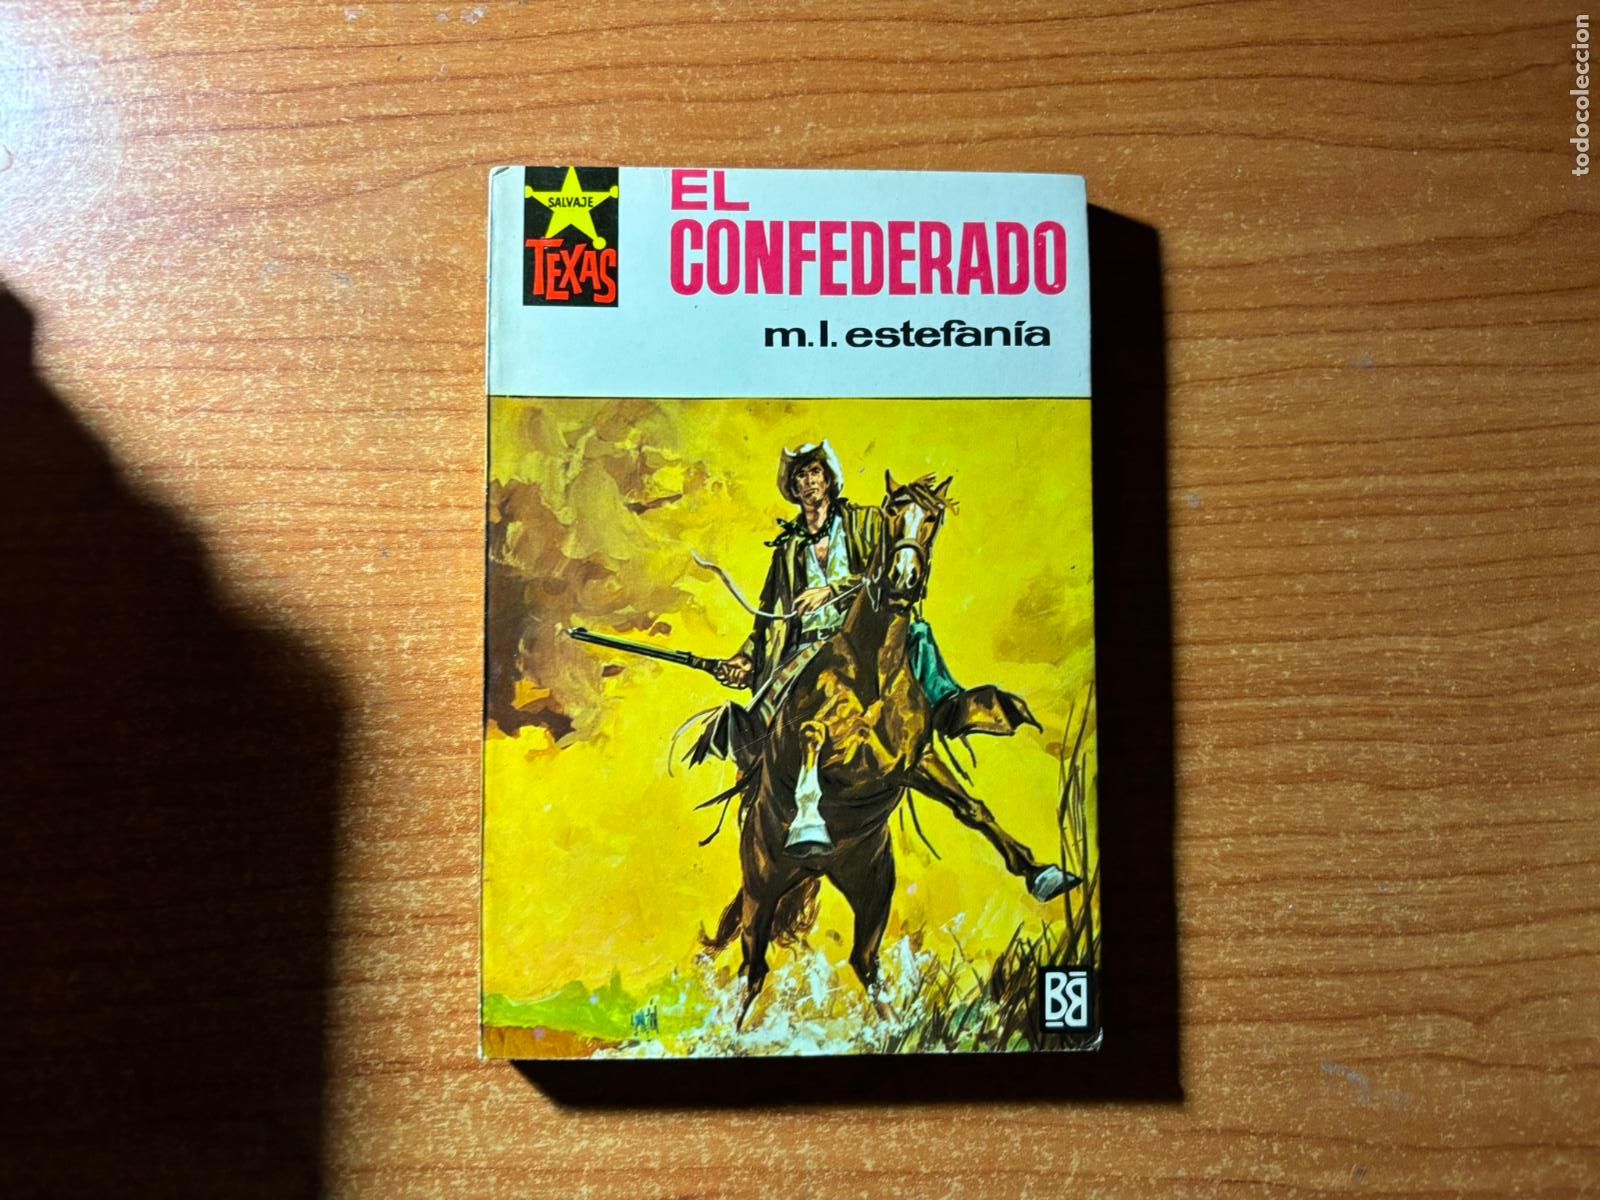 SALVAJE
TEXAS
EL
CONFEDERADO
m.l. estefanía
BB
todocoleccion